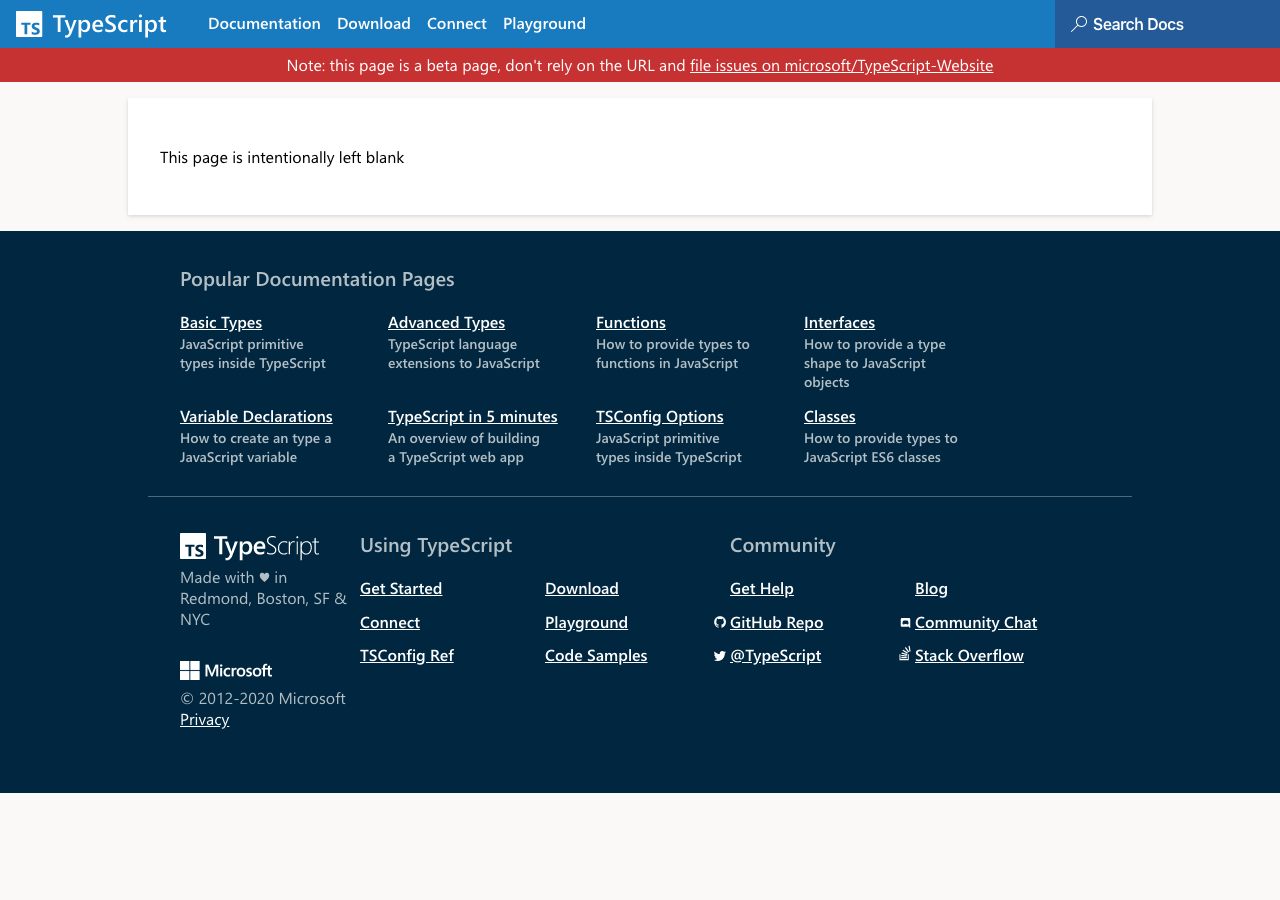 TS TypeScript Documentation Download Connect Playground Search Docs
Note: this page is a beta page, don't rely on the URL and file issues on microsoft/TypeScript-Website
This page is intentionally left blank
Popular Documentation Pages
Basic Types
JavaScript primitive
types inside TypeScript
Advanced Types
TypeScript language
extensions to JavaScript
Functions
How to provide types to
functions in JavaScript
Interfaces
How to provide a type
shape to JavaScript
objects
Variable Declarations
How to create an type a
JavaScript variable
TypeScript in 5 minutes
An overview of building
a TypeScript web app
TSConfig Options
JavaScript primitive
types inside TypeScript
Classes
How to provide types to
JavaScript ES6 classes
TS TypeScript
Made with ♥ in
Redmond, Boston, SF &
NYC
Microsoft
© 2012-2020 Microsoft
Privacy
Using TypeScript
Get Started
Download
Connect
Playground
TSConfig Ref
Code Samples
Community
Get Help
Blog
GitHub Repo
Community Chat
@TypeScript
Stack Overflow